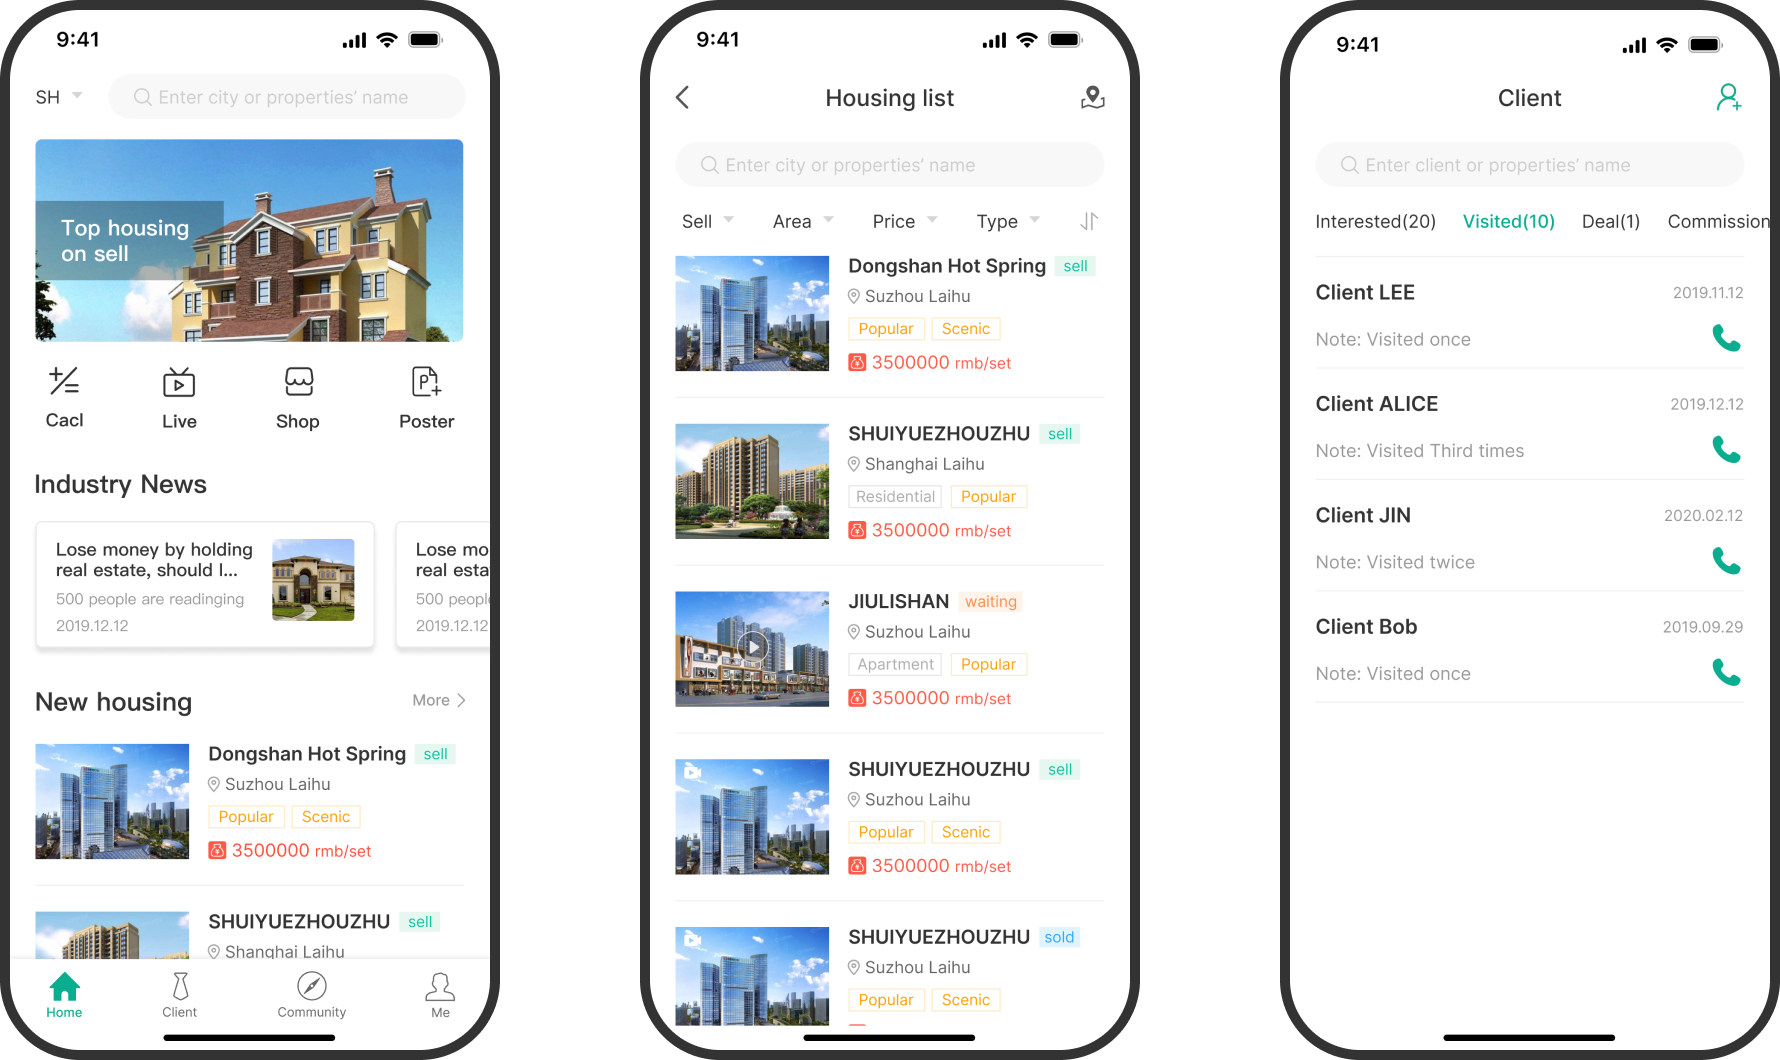 9:41
SH
Enter city or properties’ name
Top housing
on sell
Cacl
Live
Shop
Poster
Industry News
Lose money by holding
real estate, should I...
500 people are readinging
2019.12.12
Lose mo
real esta
500 peopl
2019.12.12
New housing
More
Dongshan Hot Spring
sell
Suzhou Laihu
Popular
Scenic
3500000 rmb/set
SHUIYUEZHOUZHU
sell
Shanghai Laihu
Home
Client
Community
Me
9:41
Housing list
Enter city or properties’ name
Sell
Area
Price
Type
Dongshan Hot Spring
sell
Suzhou Laihu
Popular
Scenic
3500000 rmb/set
SHUIYUEZHOUZHU
sell
Shanghai Laihu
Residential
Popular
3500000 rmb/set
JIULISHAN
waiting
Suzhou Laihu
Apartment
Popular
3500000 rmb/set
SHUIYUEZHOUZHU
sell
Suzhou Laihu
Popular
Scenic
3500000 rmb/set
SHUIYUEZHOUZHU
sold
Suzhou Laihu
Popular
Scenic
9:41
Client
Enter client or properties’ name
Interested(20)
Visited(10)
Deal(1)
Commission
Client LEE
2019.11.12
Note: Visited once
Client ALICE
2019.12.12
Note: Visited Third times
Client JIN
2020.02.12
Note: Visited twice
Client Bob
2019.09.29
Note: Visited once